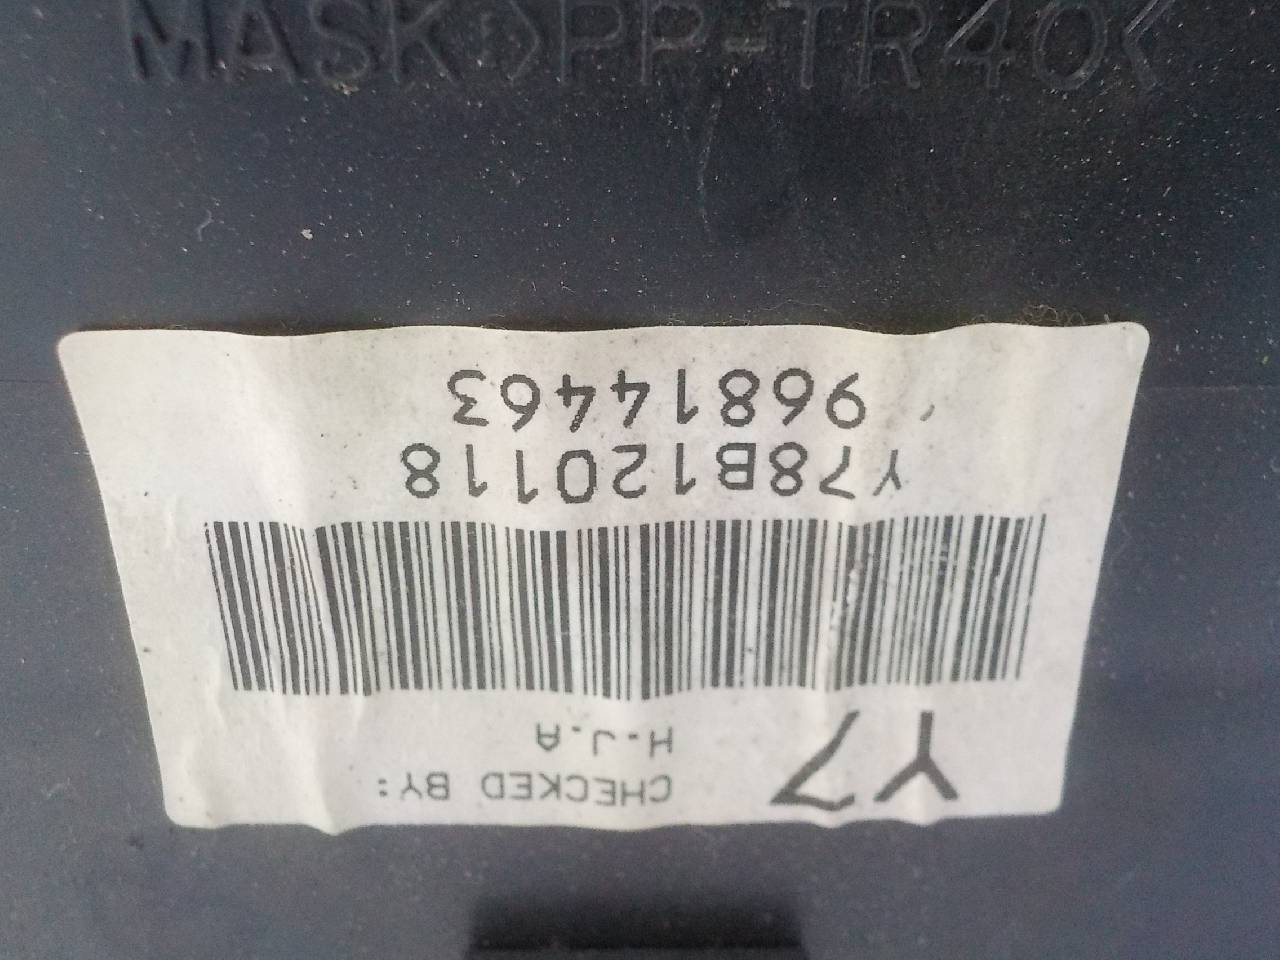 MASK >PP-TR40<
Y7 CHECKED BY:
H.J.A
Y78B120118
96814463